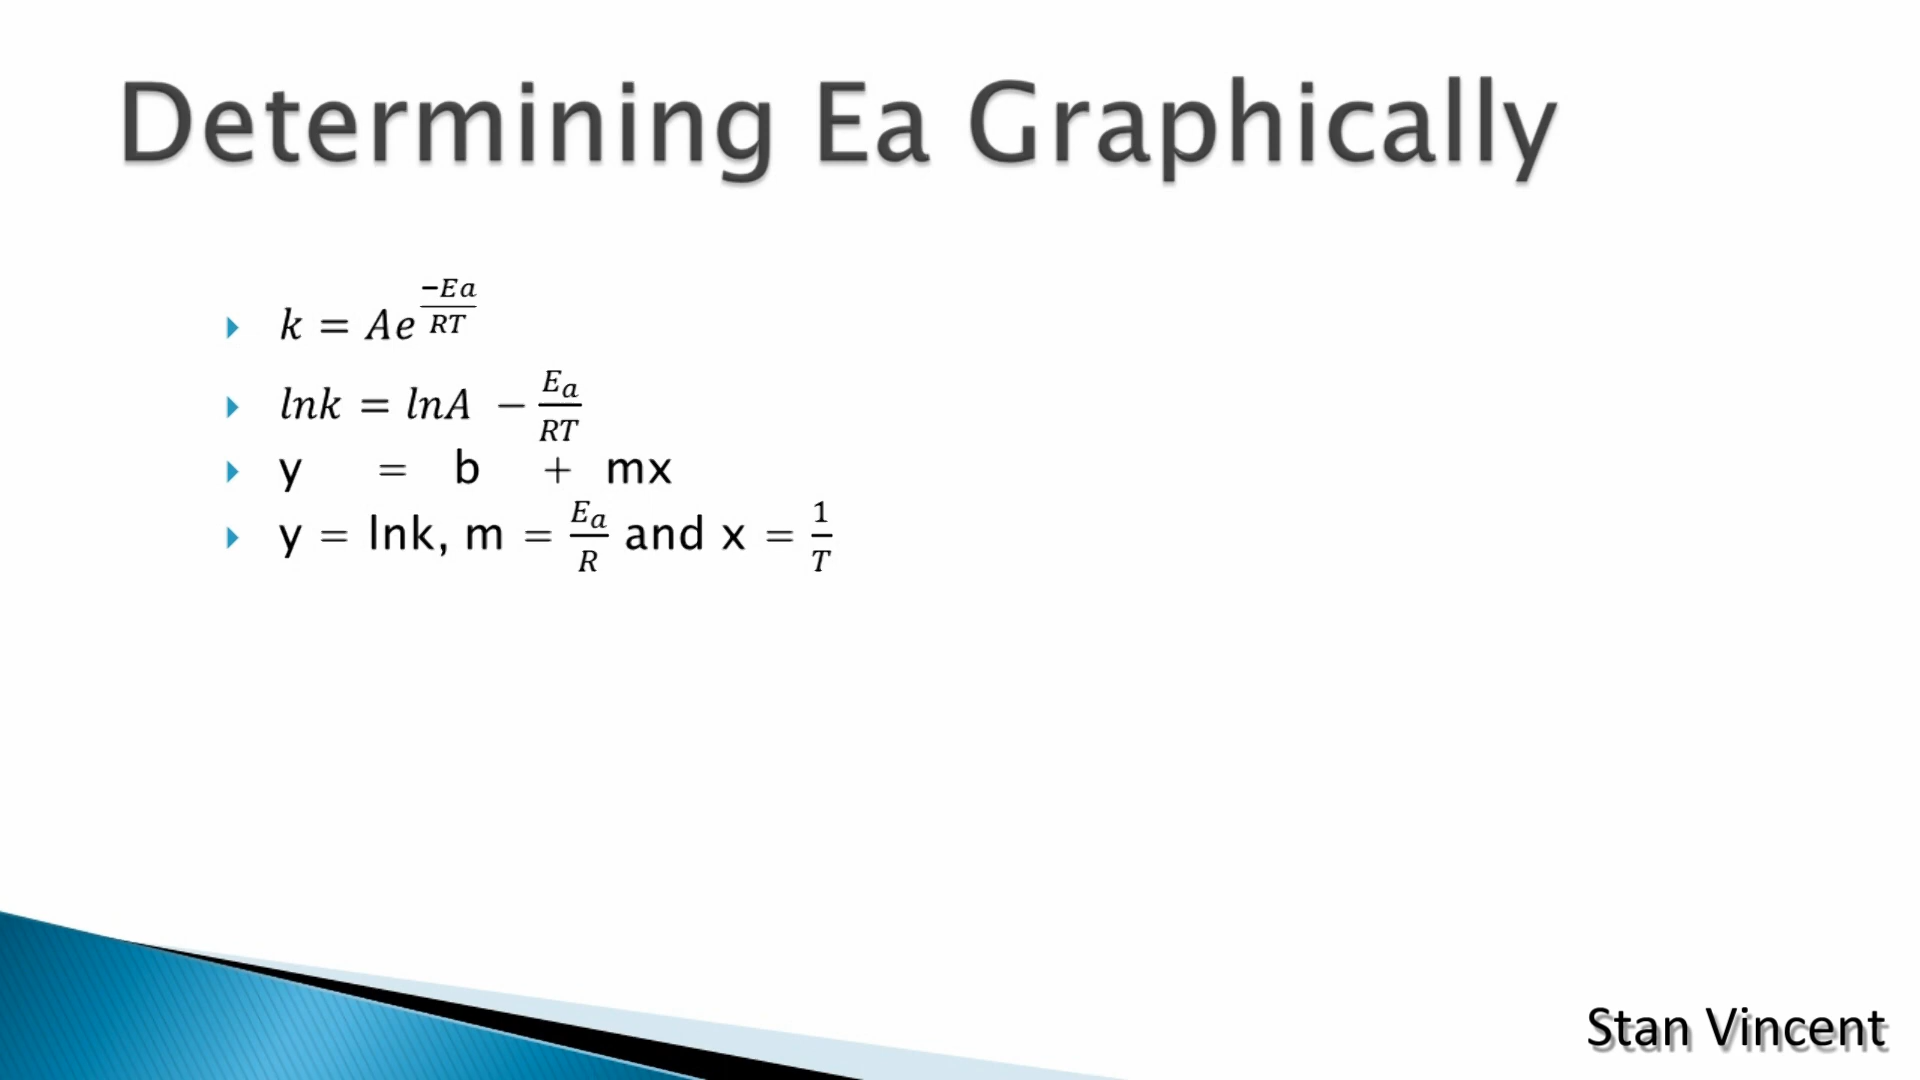 Determining Ea Graphically
k = Ae^(−Ea/RT)
lnk = lnA − Ea/RT
y = b + mx
y = lnk, m = Ea/R and x = 1/T
Stan Vincent